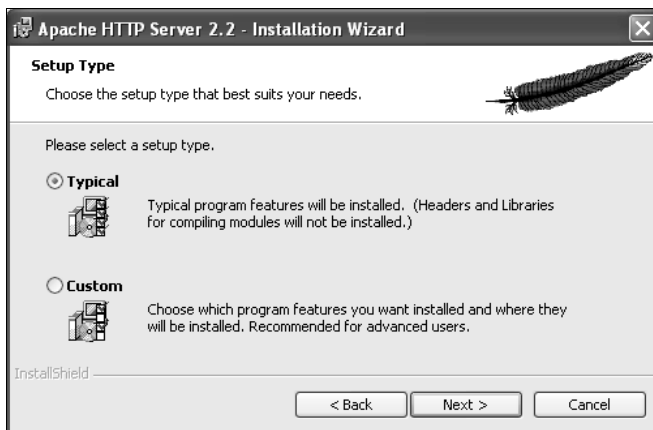 Apache HTTP Server 2.2 - Installation Wizard
Setup Type
Choose the setup type that best suits your needs.
Please select a setup type.
Typical
Typical program features will be installed. (Headers and Libraries
for compiling modules will not be installed.)
Custom
Choose which program features you want installed and where they
will be installed. Recommended for advanced users.
InstallShield
< Back Next > Cancel